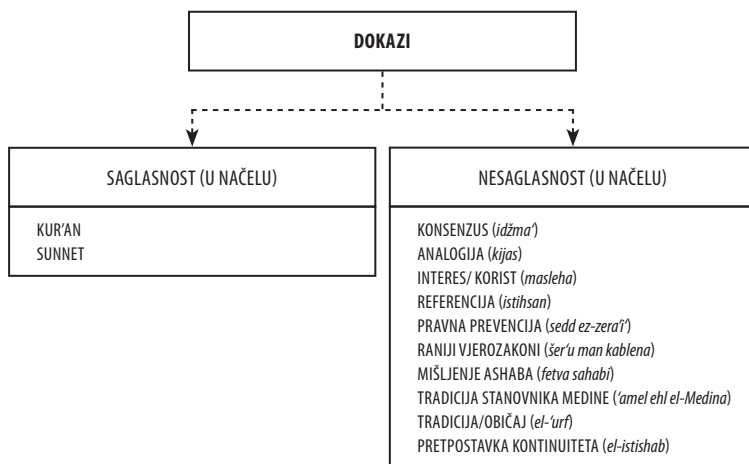 DOKAZI
SAGLASNOST (U NAČELU)
KUR'AN
SUNNET
NESAGLASNOST (U NAČELU)
KONSENZUS (idžma')
ANALOGIJA (kijas)
INTERES/ KORIST (masleha)
REFERENCIJA (istihsan)
PRAVNA PREVENCIJA (sedd ez-zera'i')
RANIJI VJEROZAKONI (šer'u man kablena)
MIŠLJENJE ASHABA (fetva sahabi)
TRADICIJA STANOVNIKA MEDINE ('amel ehl el-Medina)
TRADICIJA/OBIČAJ (el-'urf)
PRETPOSTAVKA KONTINUITETA (el-istishab)